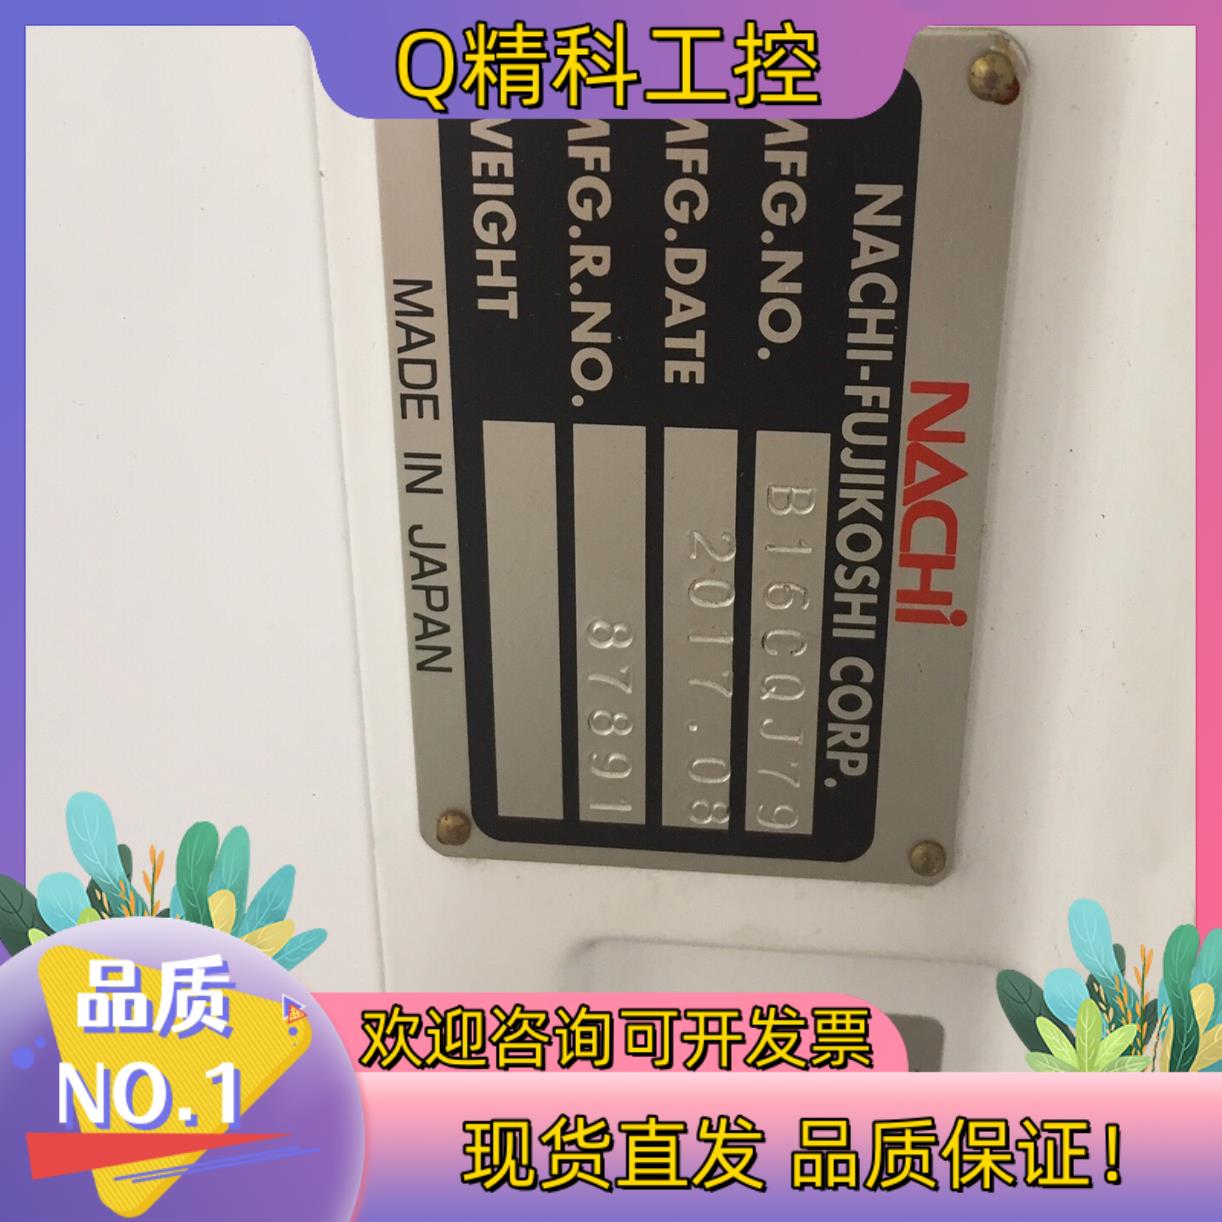 Q精科工控
NACHi
NACHI-FUJIKOSHI CORP.
MFG.NO. B16CQJ79
MFG.DATE 2017.08
MFG.R.NO. 87891
WEIGHT
MADE IN JAPAN
品质
NO.1
欢迎咨询可开发票
现货直发 品质保证!